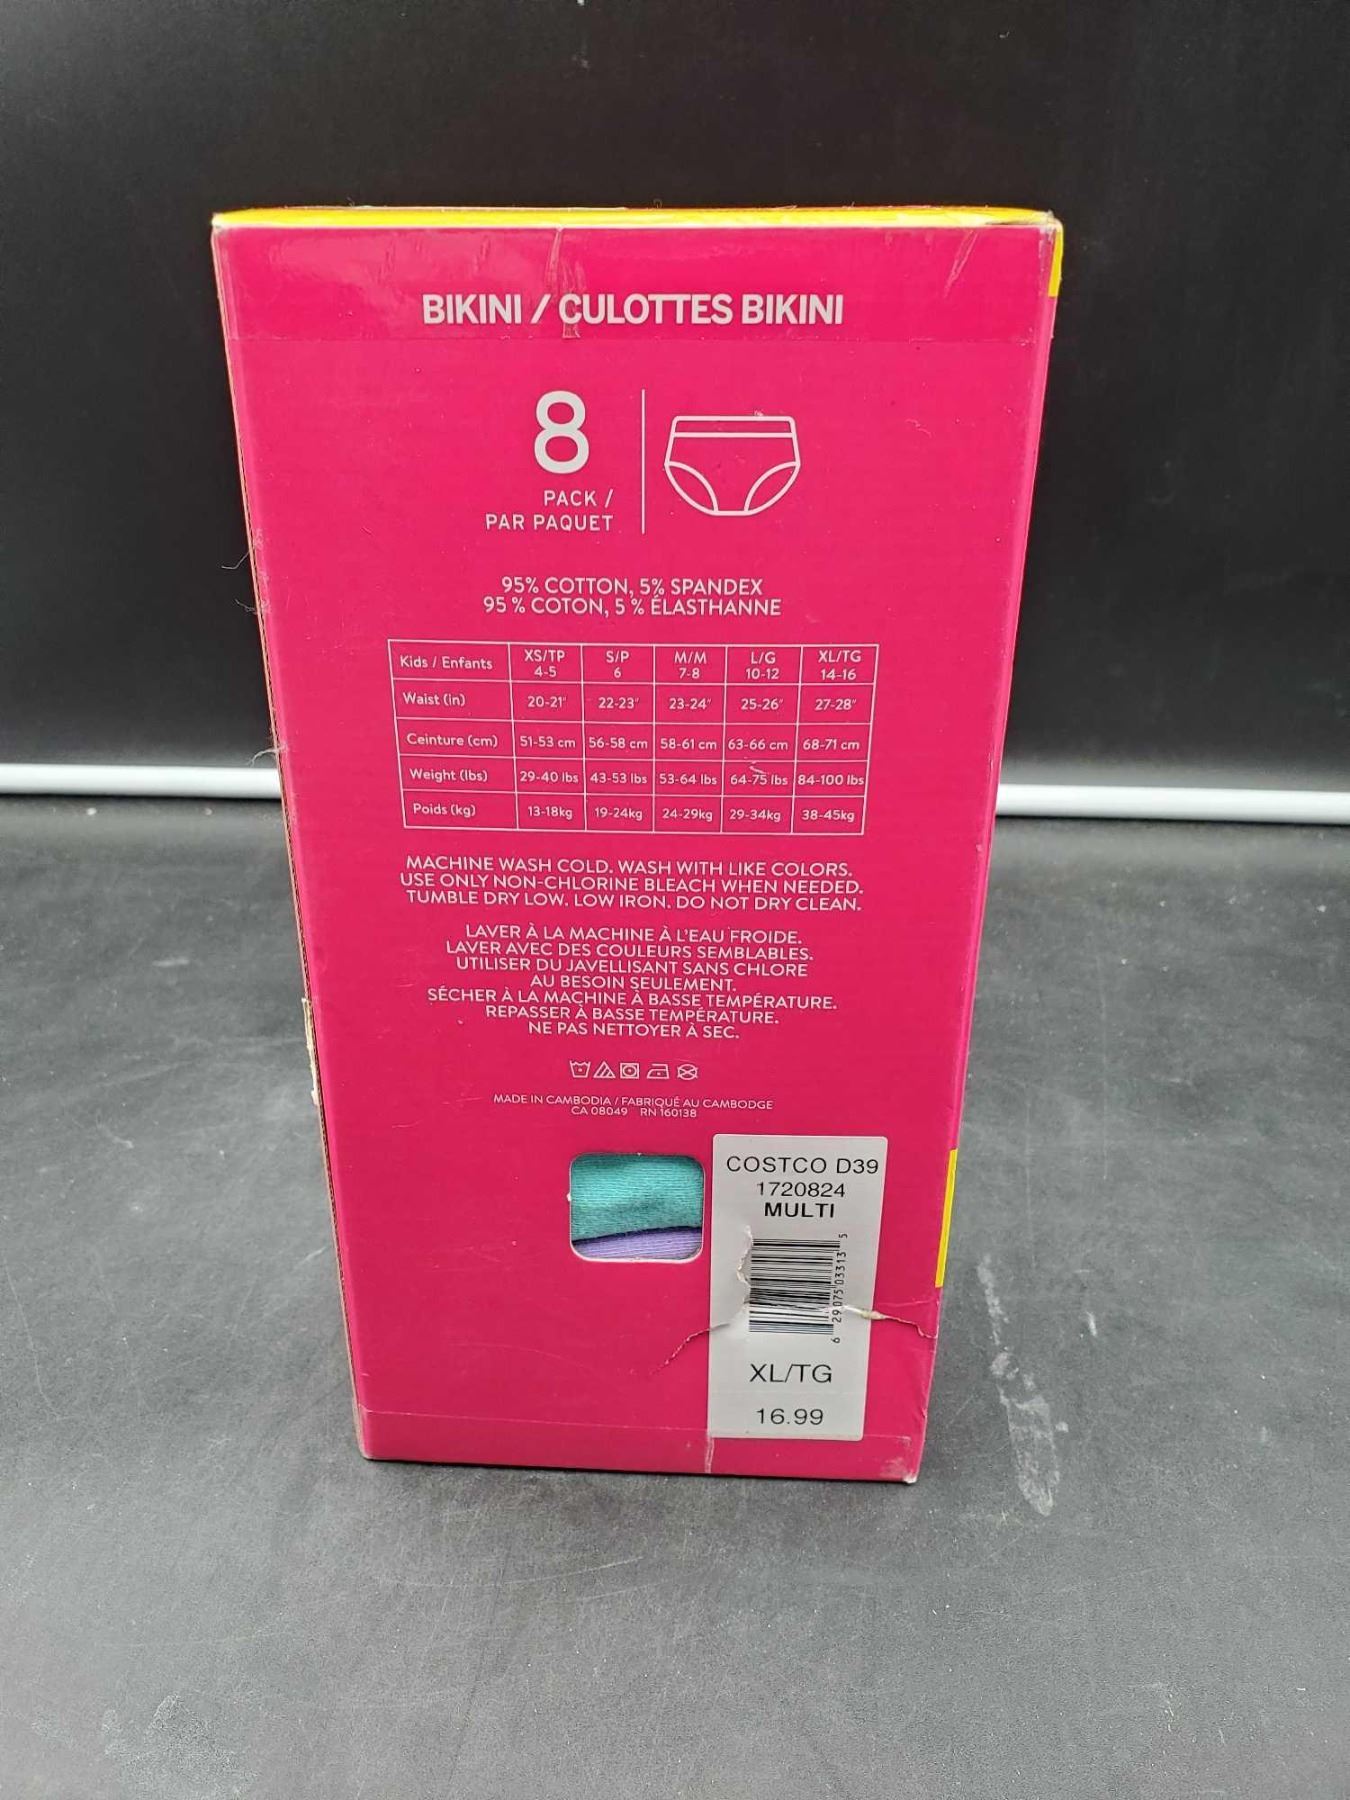 BIKINI / CULOTTES BIKINI
8
PACK /
PAR PAQUET
95% COTTON, 5% SPANDEX
95 % COTON, 5 % ÉLASTHANNE
Kids / Enfants XS/TP 4-5 S/P 6 M/M 7-8 L/G 10-12 XL/TG 14-16
Waist (in) 20-21" 22-23" 23-24" 25-26" 27-28"
Ceinture (cm) 51-53 cm 56-58 cm 58-61 cm 63-66 cm 68-71 cm
Weight (lbs) 29-40 lbs 43-53 lbs 53-64 lbs 64-75 lbs 84-100 lbs
Poids (kg) 13-18kg 19-24kg 24-29kg 29-34kg 38-45kg
MACHINE WASH COLD. WASH WITH LIKE COLORS.
USE ONLY NON-CHLORINE BLEACH WHEN NEEDED.
TUMBLE DRY LOW. LOW IRON. DO NOT DRY CLEAN.
LAVER À LA MACHINE À L'EAU FROIDE.
LAVER AVEC DES COULEURS SEMBLABLES.
UTILISER DU JAVELLISANT SANS CHLORE
AU BESOIN SEULEMENT.
SÉCHER À LA MACHINE À BASSE TEMPÉRATURE.
REPASSER À BASSE TEMPÉRATURE.
NE PAS NETTOYER À SEC.
MADE IN CAMBODIA / FABRIQUÉ AU CAMBODGE
CA 08049 RN 160138
COSTCO D39
1720824
MULTI
6 29075 03313 5
XL/TG
16.99